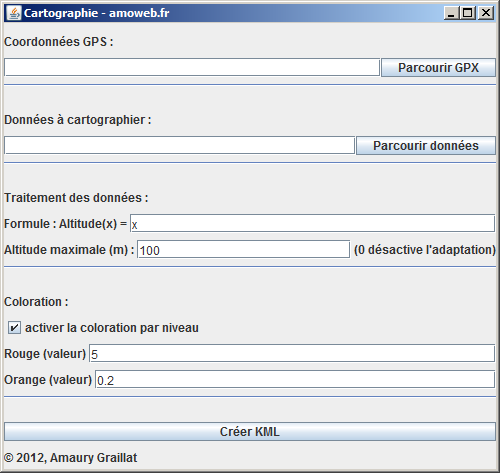 Cartographie - amoweb.fr
Coordonnées GPS :
Parcourir GPX
Données à cartographier :
Parcourir données
Traitement des données :
Formule : Altitude(x) = x
Altitude maximale (m) : 100 (0 désactive l'adaptation)
Coloration :
activer la coloration par niveau
Rouge (valeur) 5
Orange (valeur) 0.2
Créer KML
© 2012, Amaury Graillat